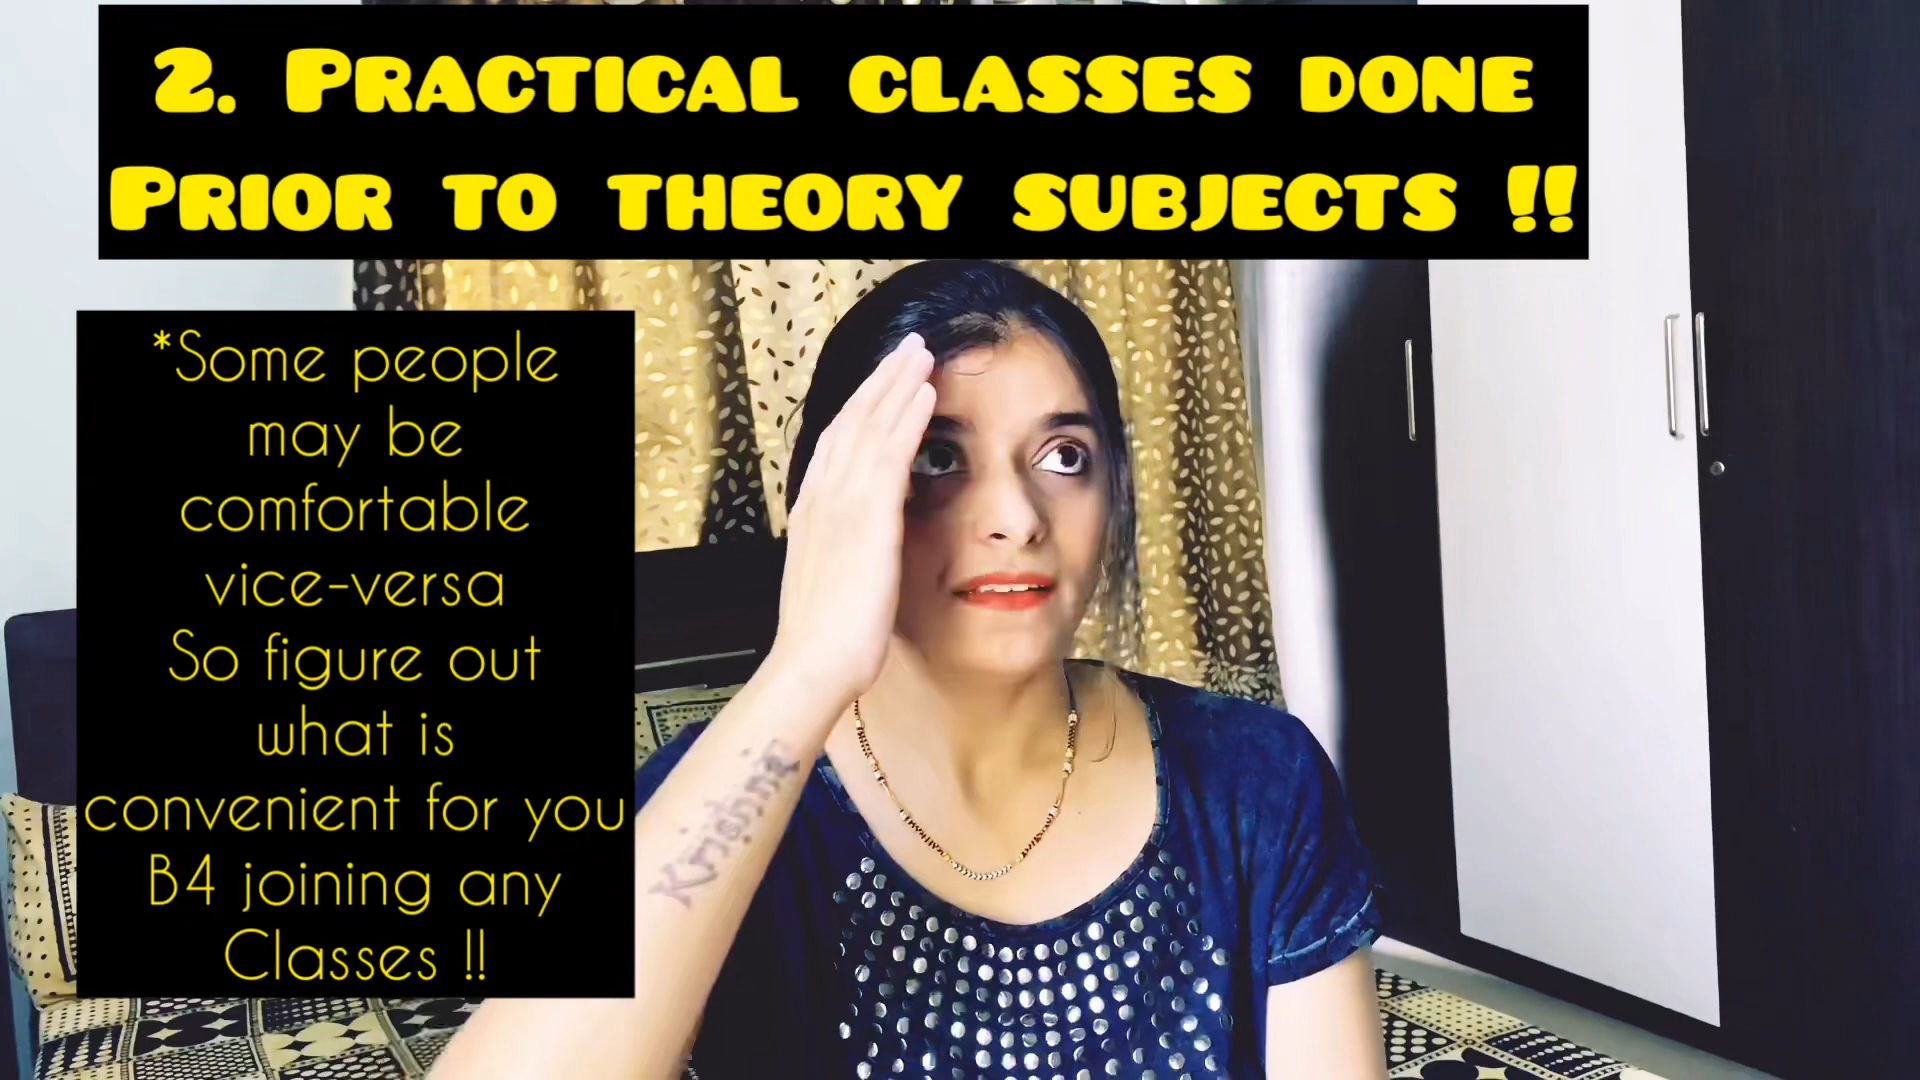 2. PRACTICAL CLASSES DONE
PRIOR TO THEORY SUBJECTS !!
*Some people
may be
comfortable
vice-versa
So figure out
what is
convenient for you
B4 joining any
Classes !!
Krishna